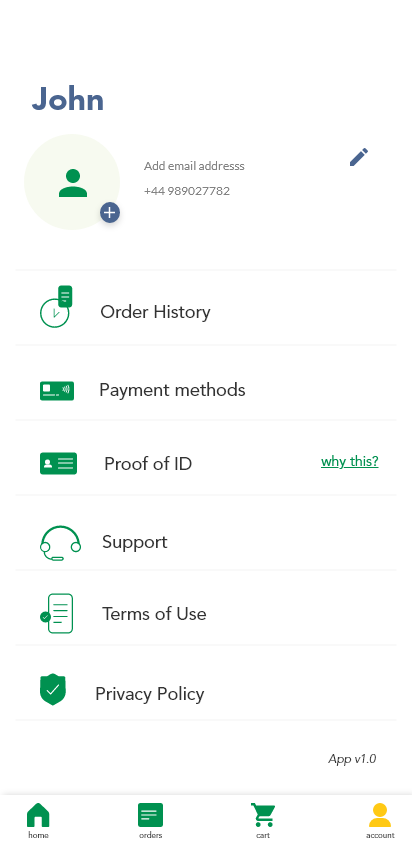 John
Add email addresss
+44 989027782
Order History
Payment methods
Proof of ID
why this?
Support
Terms of Use
Privacy Policy
App v1.0
home
orders
cart
account